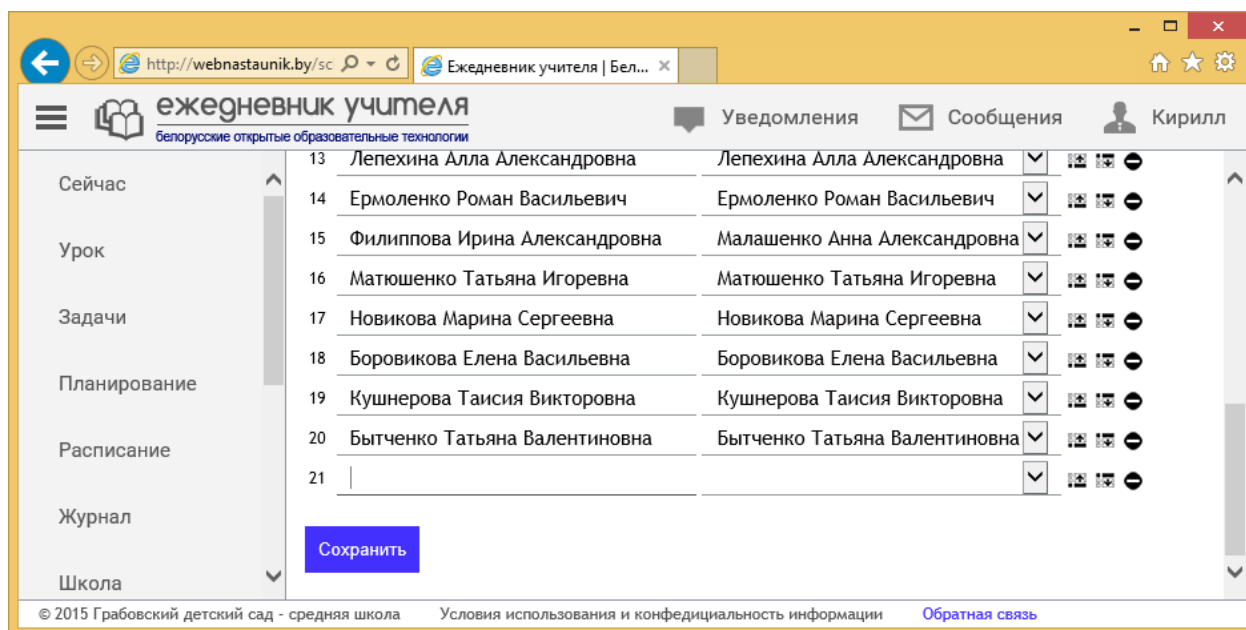 http://webnastaunik.by/sc
Ежедневник учителя | Бел...
ежедневник учителя
белорусские открытые образовательные технологии
Уведомления
Сообщения
Кирилл
Сейчас
Урок
Задачи
Планирование
Расписание
Журнал
Школа
13 Лепехина Алла Александровна Лепехина Алла Александровна
14 Ермоленко Роман Васильевич Ермоленко Роман Васильевич
15 Филиппова Ирина Александровна Малашенко Анна Александровна
16 Матюшенко Татьяна Игоревна Матюшенко Татьяна Игоревна
17 Новикова Марина Сергеевна Новикова Марина Сергеевна
18 Боровикова Елена Васильевна Боровикова Елена Васильевна
19 Кушнерова Таисия Викторовна Кушнерова Таисия Викторовна
20 Бытченко Татьяна Валентиновна Бытченко Татьяна Валентиновна
21
Сохранить
© 2015 Грабовский детский сад - средняя школа Условия использования и конфедициальность информации Обратная связь